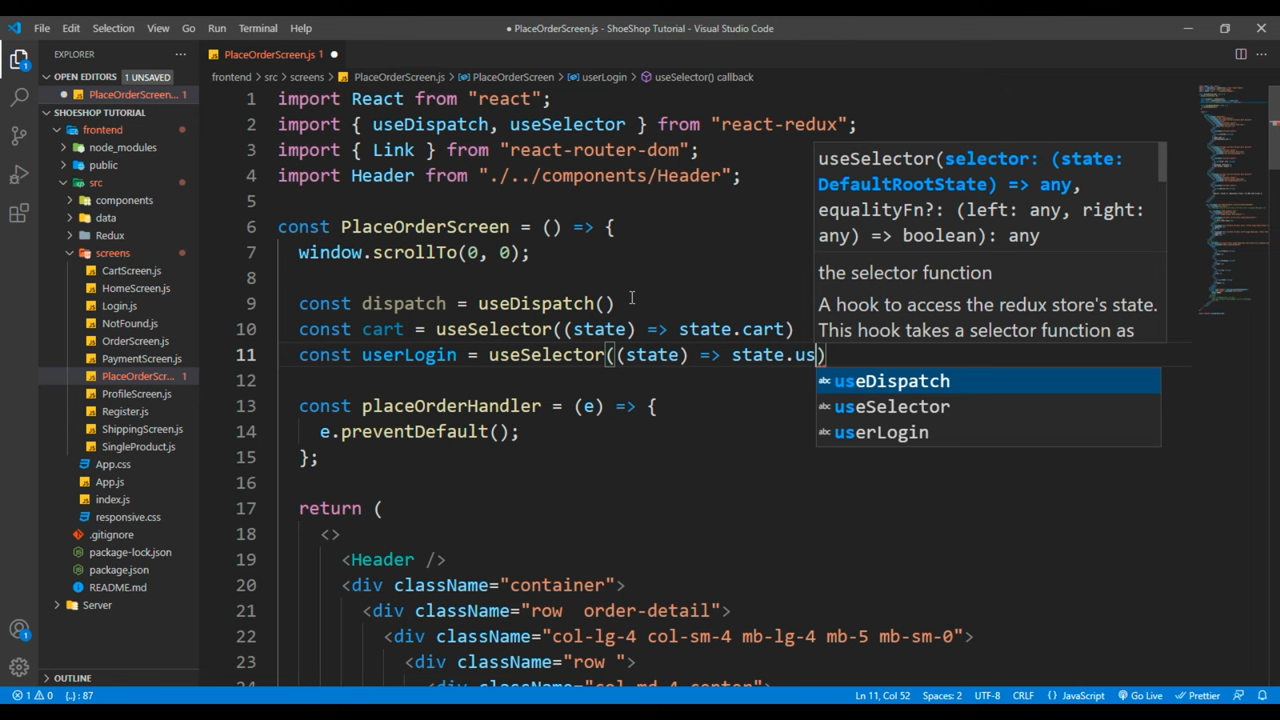 File Edit Selection View Go Run Terminal Help
● PlaceOrderScreen.js - ShoeShop Tutorial - Visual Studio Code
EXPLORER
OPEN EDITORS 1 UNSAVED
PlaceOrderScreen... 1
SHOESHOP TUTORIAL
frontend
node_modules
public
src
components
data
Redux
screens
CartScreen.js
HomeScreen.js
Login.js
NotFound.js
OrderScreen.js
PaymentScreen.js
PlaceOrderScr... 1
ProfileScreen.js
Register.js
ShippingScreen.js
SingleProduct.js
App.css
App.js
index.js
responsive.css
.gitignore
package-lock.json
package.json
README.md
Server
OUTLINE
PlaceOrderScreen.js 1
frontend > src > screens > PlaceOrderScreen.js > PlaceOrderScreen > userLogin > useSelector() callback
1 import React from "react";
2 import { useDispatch, useSelector } from "react-redux";
3 import { Link } from "react-router-dom";
4 import Header from "./../components/Header";
5
6 const PlaceOrderScreen = () => {
7 window.scrollTo(0, 0);
8
9 const dispatch = useDispatch()
10 const cart = useSelector((state) => state.cart)
11 const userLogin = useSelector((state) => state.us)
12
13 const placeOrderHandler = (e) => {
14 e.preventDefault();
15 };
16
17 return (
18 <>
19 <Header />
20 <div className="container">
21 <div className="row  order-detail">
22 <div className="col-lg-4 col-sm-4 mb-lg-4 mb-5 mb-sm-0">
23 <div className="row ">
24 <div className="col-md-4 center">
useSelector(selector: (state:
DefaultRootState) => any,
equalityFn?: (left: any, right:
any) => boolean): any
the selector function
A hook to access the redux store's state.
This hook takes a selector function as
abc useDispatch
abc useSelector
abc userLogin
1 0 {..} : 87
Ln 11, Col 52 Spaces: 2 UTF-8 CRLF {} JavaScript Go Live Prettier